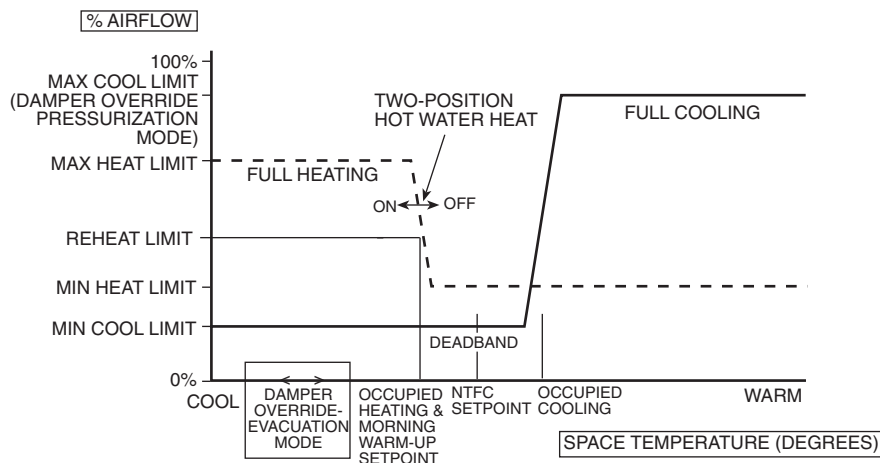 % AIRFLOW
100%
MAX COOL LIMIT
(DAMPER OVERRIDE
PRESSURIZATION
MODE)
TWO-POSITION
HOT WATER HEAT
FULL COOLING
MAX HEAT LIMIT
FULL HEATING
ON
OFF
REHEAT LIMIT
MIN HEAT LIMIT
MIN COOL LIMIT
DEADBAND
0%
COOL
DAMPER
OVERRIDE-
EVACUATION
MODE
OCCUPIED
HEATING &
MORNING
WARM-UP
SETPOINT
NTFC
SETPOINT
OCCUPIED
COOLING
WARM
SPACE TEMPERATURE (DEGREES)